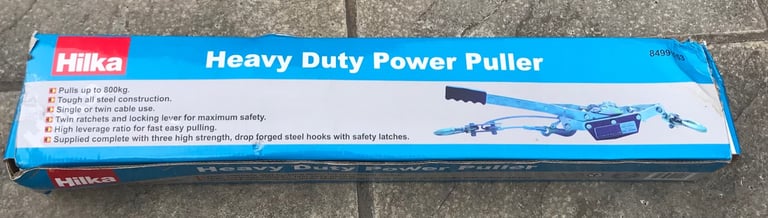 Hilka
Heavy Duty Power Puller
Pulls up to 800kg.
Tough all steel construction.
Single or twin cable use.
Twin ratchets and locking lever for maximum safety.
High leverage ratio for fast easy pulling.
Supplied complete with three high strength, drop forged steel hooks with safety latches.
Hilka
Heavy Duty Power Puller